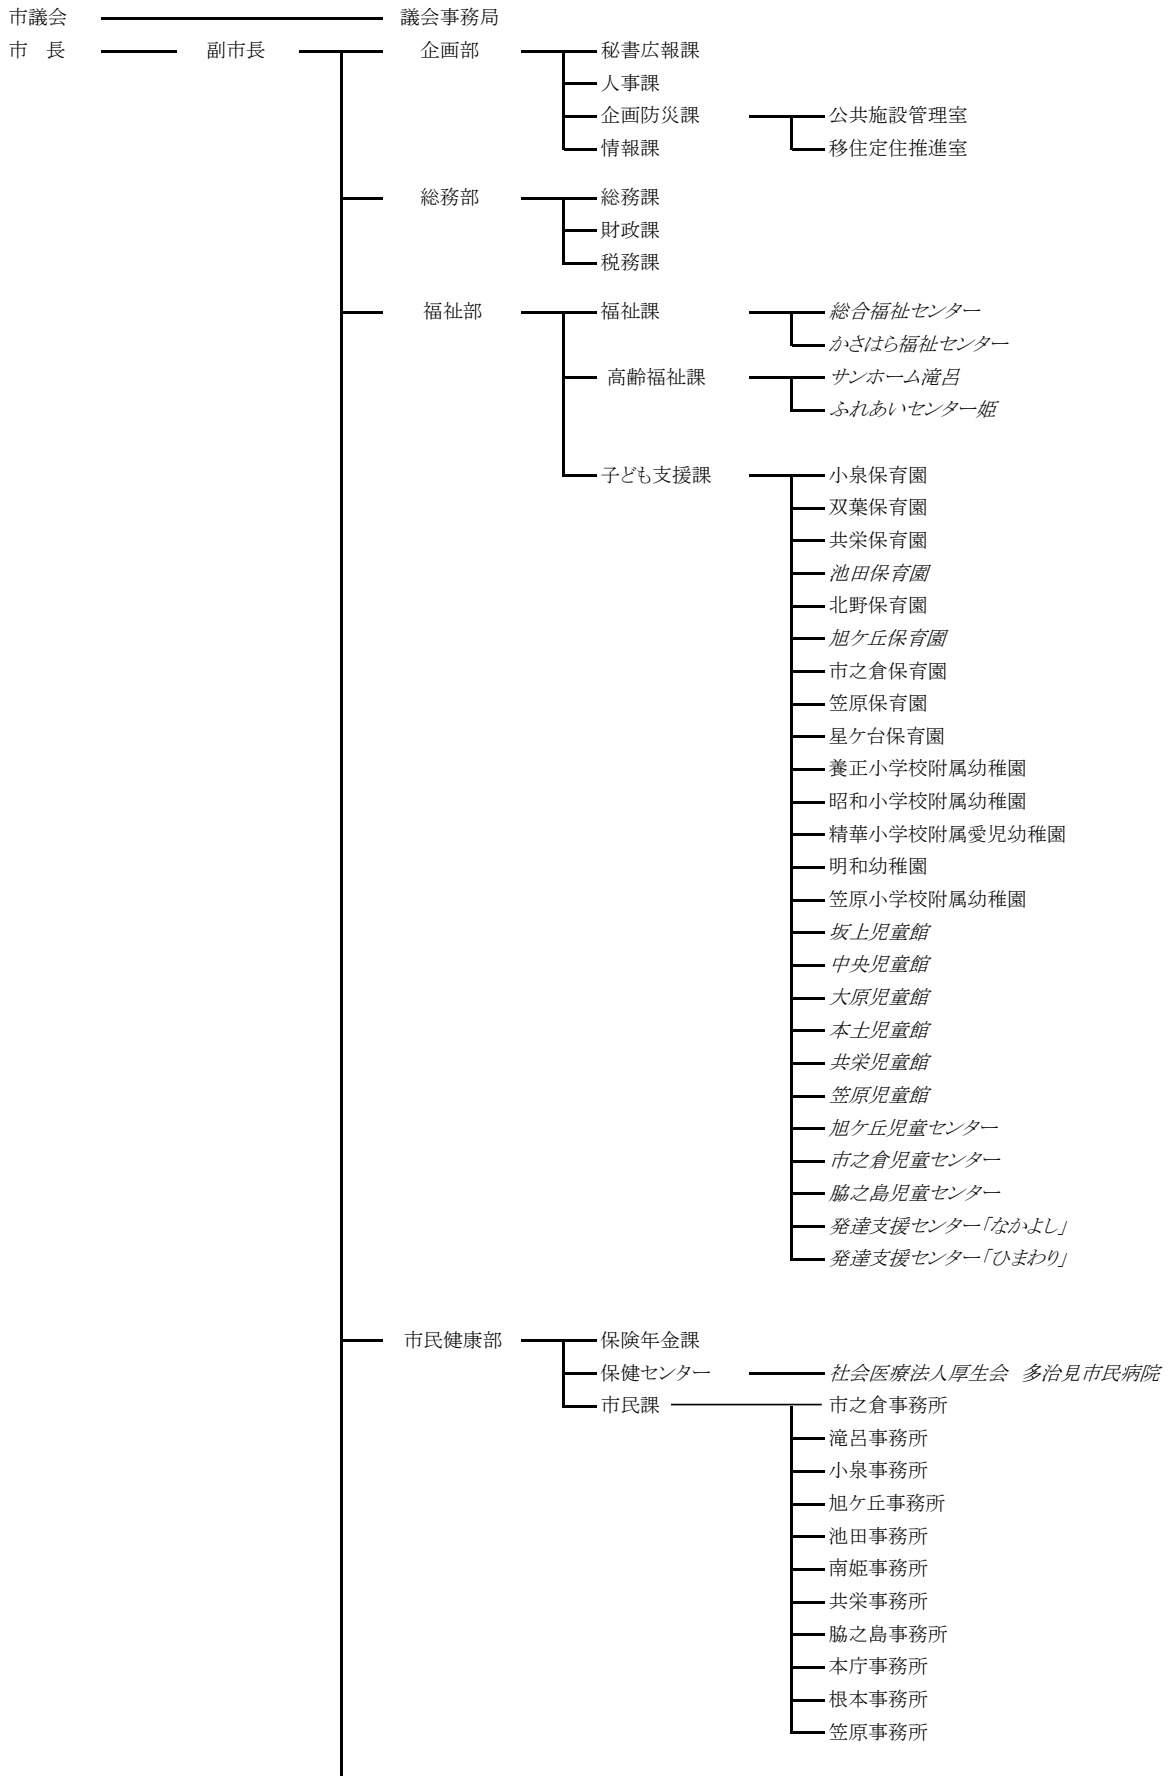 市議会 議会事務局
市　長 副市長 企画部 秘書広報課
人事課
企画防災課 公共施設管理室
情報課 移住定住推進室
総務部 総務課
財政課
税務課
福祉部 福祉課 総合福祉センター
かさはら福祉センター
高齢福祉課 サンホーム滝呂
ふれあいセンター姫
子ども支援課 小泉保育園
双葉保育園
共栄保育園
池田保育園
北野保育園
旭ケ丘保育園
市之倉保育園
笠原保育園
星ケ台保育園
養正小学校附属幼稚園
昭和小学校附属幼稚園
精華小学校附属愛児幼稚園
明和幼稚園
笠原小学校附属幼稚園
坂上児童館
中央児童館
大原児童館
本土児童館
共栄児童館
笠原児童館
旭ケ丘児童センター
市之倉児童センター
脇之島児童センター
発達支援センター「なかよし」
発達支援センター「ひまわり」
市民健康部 保険年金課
保健センター 社会医療法人厚生会　多治見市民病院
市民課 市之倉事務所
滝呂事務所
小泉事務所
旭ケ丘事務所
池田事務所
南姫事務所
共栄事務所
脇之島事務所
本庁事務所
根本事務所
笠原事務所